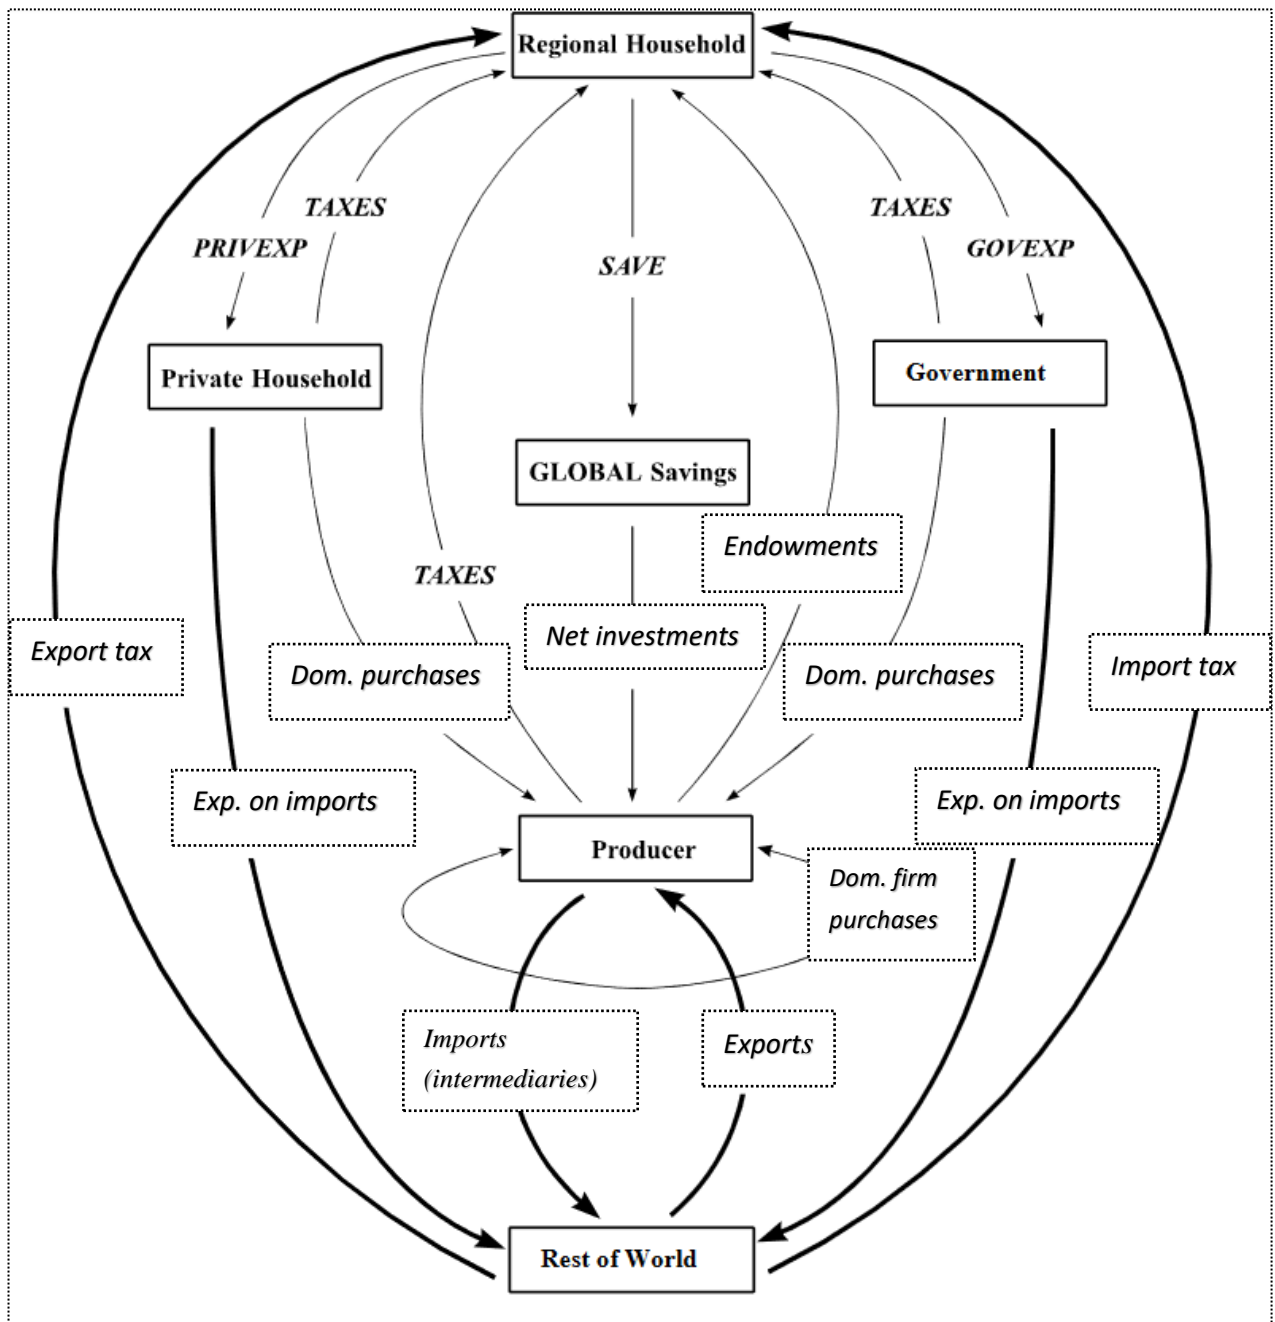 Regional Household
TAXES
TAXES
PRIVEXP
GOVEXP
SAVE
Private Household
Government
GLOBAL Savings
Endowments
TAXES
Net investments
Export tax
Dom. purchases
Dom. purchases
Import tax
Exp. on imports
Exp. on imports
Producer
Dom. firm
purchases
Imports
(intermediaries)
Exports
Rest of World